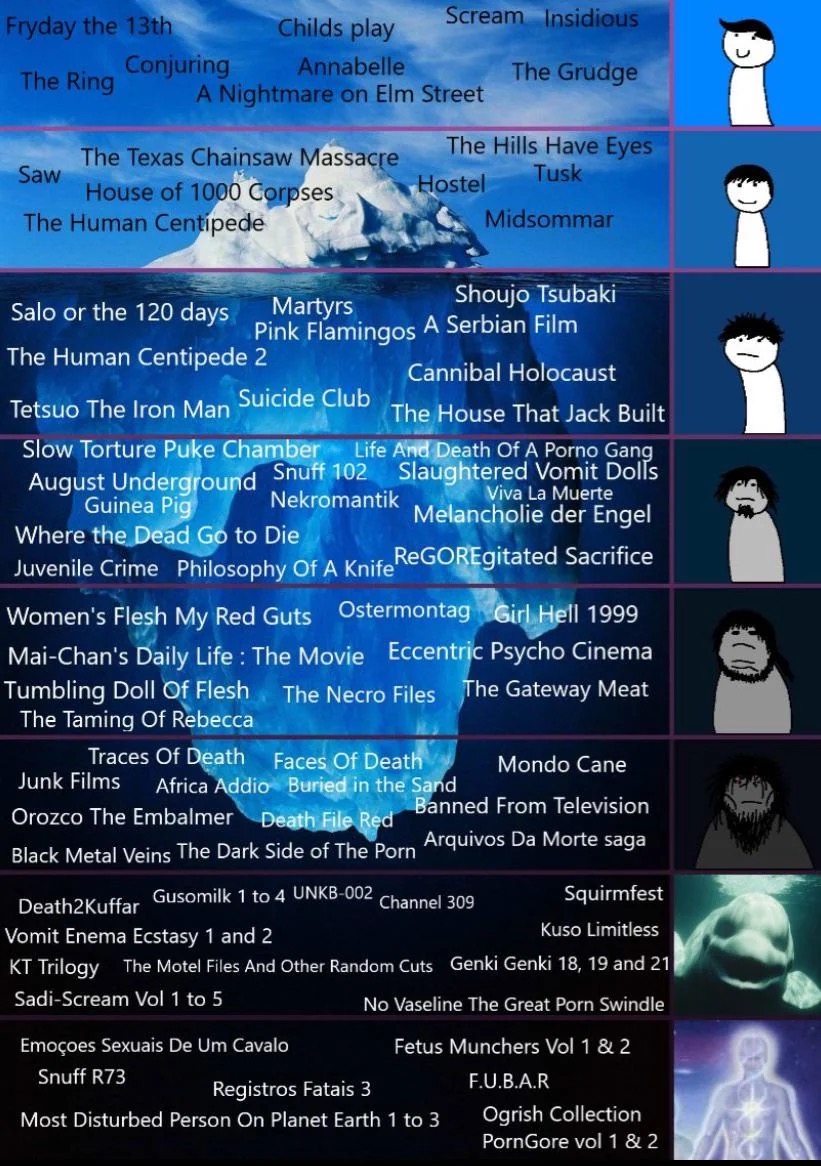 Fryday the 13th
Childs play
Scream
Insidious
The Ring
Conjuring
Annabelle
The Grudge
A Nightmare on Elm Street
Saw
The Texas Chainsaw Massacre
The Hills Have Eyes
House of 1000 Corpses
Hostel
Tusk
The Human Centipede
Midsommar
Salo or the 120 days
Martyrs
Shoujo Tsubaki
Pink Flamingos
A Serbian Film
The Human Centipede 2
Cannibal Holocaust
Tetsuo The Iron Man
Suicide Club
The House That Jack Built
Slow Torture Puke Chamber
Life And Death Of A Porno Gang
August Underground
Snuff 102
Slaughtered Vomit Dolls
Guinea Pig
Nekromantik
Viva La Muerte
Melancholie der Engel
Where the Dead Go to Die
Juvenile Crime
Philosophy Of A Knife
ReGOREgitated Sacrifice
Women's Flesh My Red Guts
Ostermontag
Girl Hell 1999
Mai-Chan's Daily Life : The Movie
Eccentric Psycho Cinema
Tumbling Doll Of Flesh
The Necro Files
The Gateway Meat
The Taming Of Rebecca
Traces Of Death
Faces Of Death
Mondo Cane
Junk Films
Africa Addio
Buried in the Sand
Orozco The Embalmer
Death File Red
Banned From Television
Black Metal Veins
The Dark Side of The Porn
Arquivos Da Morte saga
Death2Kuffar
Gusomilk 1 to 4
UNKB-002
Channel 309
Squirmfest
Vomit Enema Ecstasy 1 and 2
Kuso Limitless
KT Trilogy
The Motel Files And Other Random Cuts
Genki Genki 18, 19 and 21
Sadi-Scream Vol 1 to 5
No Vaseline The Great Porn Swindle
Emoçoes Sexuais De Um Cavalo
Fetus Munchers Vol 1 & 2
Snuff R73
Registros Fatais 3
F.U.B.A.R
Most Disturbed Person On Planet Earth 1 to 3
Ogrish Collection
PornGore vol 1 & 2